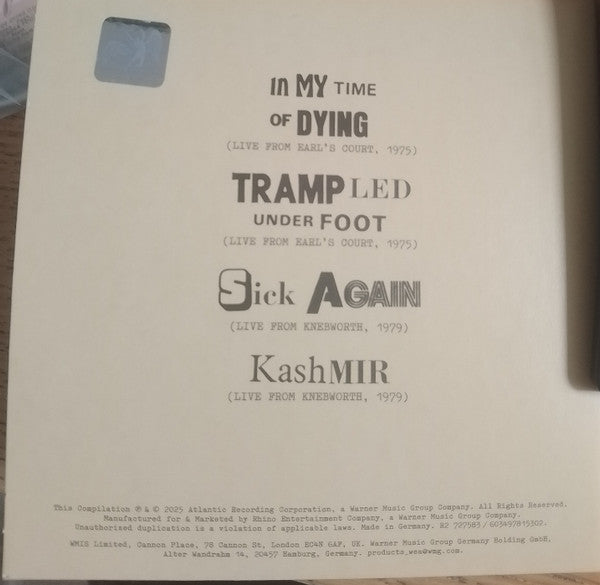 In MY TIME
OF DYING
(LIVE FROM EARL'S COURT, 1975)
TRAMPLED
UNDER FOOT
(LIVE FROM EARL'S COURT, 1975)
Sick AGAIN
(LIVE FROM KNEBWORTH, 1979)
KashMIR
(LIVE FROM KNEBWORTH, 1979)
This Compilation ℗ & © 2025 Atlantic Recording Corporation, a Warner Music Group Company. All Rights Reserved.
Manufactured for & Marketed by Rhino Entertainment Company, a Warner Music Group Company.
Unauthorized duplication is a violation of applicable laws. Made in Germany. R2 727583 / 603497815302.
WMIS Limited, Cannon Place, 78 Cannon St, London EC4N 6AF, UK. Warner Music Group Germany Holding GmbH,
Alter Wandrahm 14, 20457 Hamburg, Germany. products_wea@wmg.com.